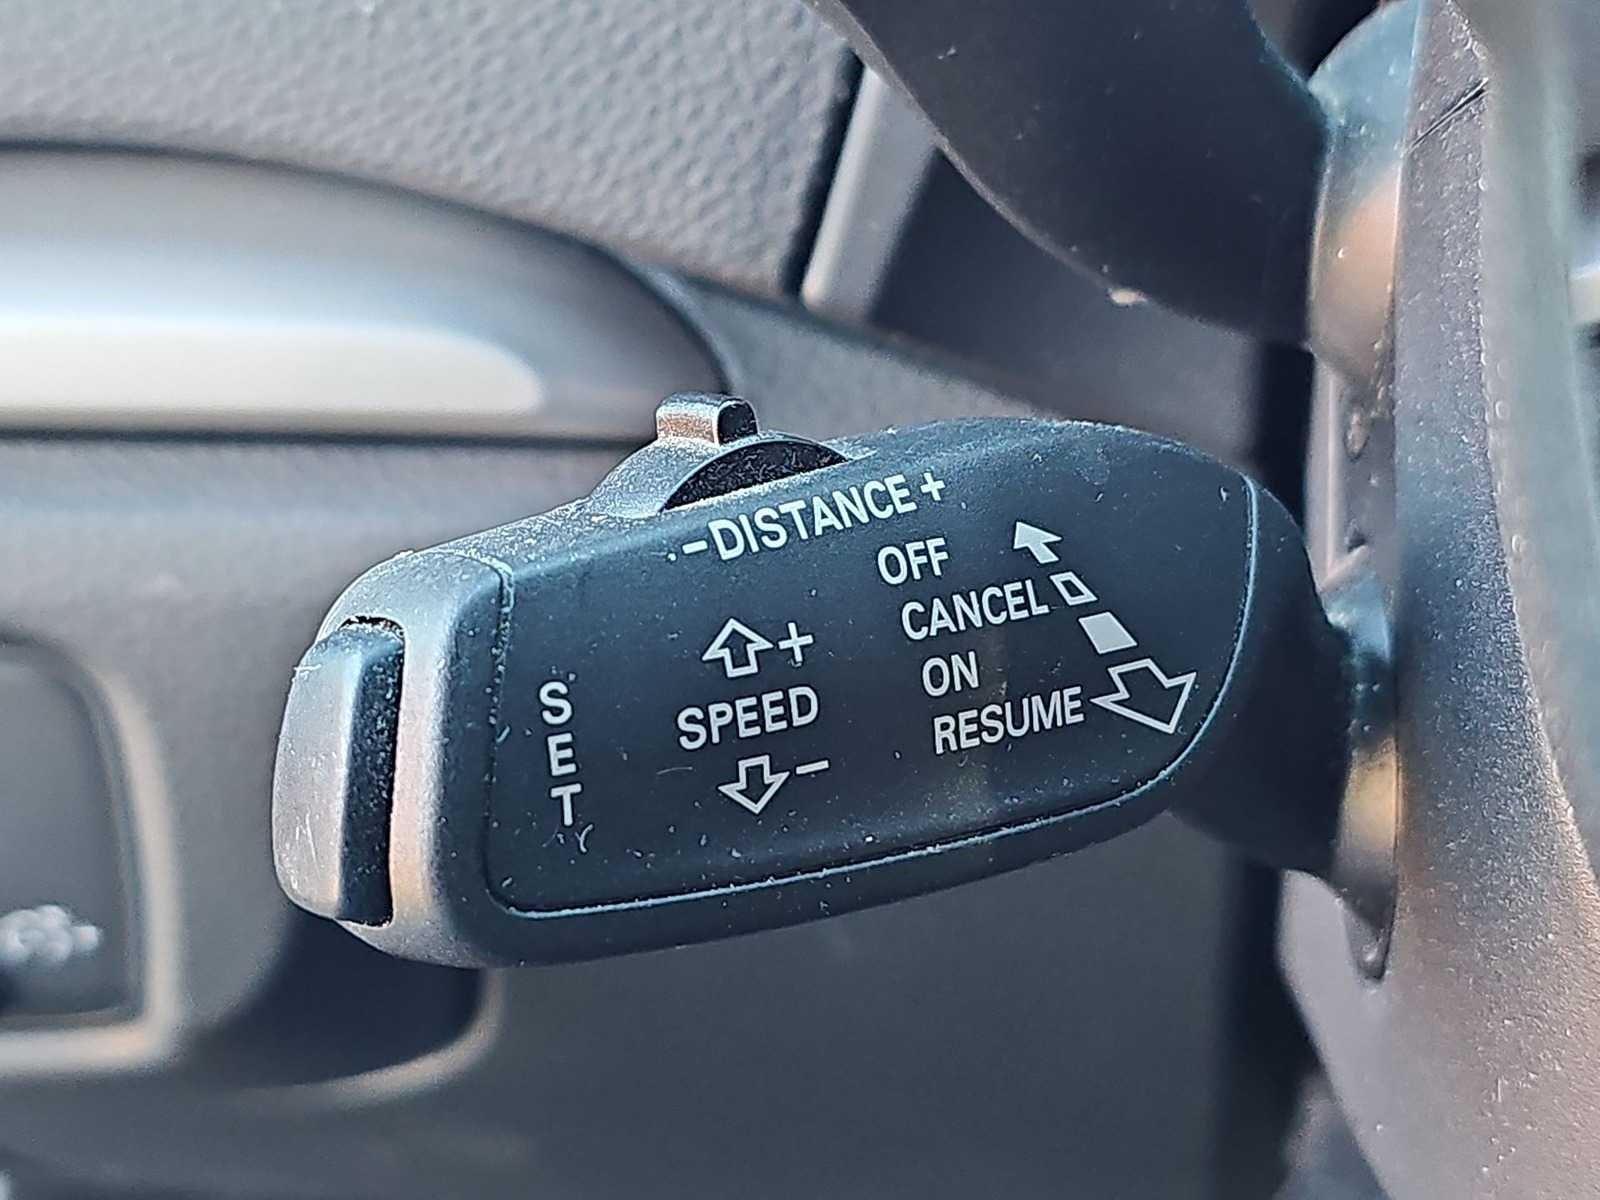 -DISTANCE+
OFF
CANCEL
ON
RESUME
+
SPEED
-
SET